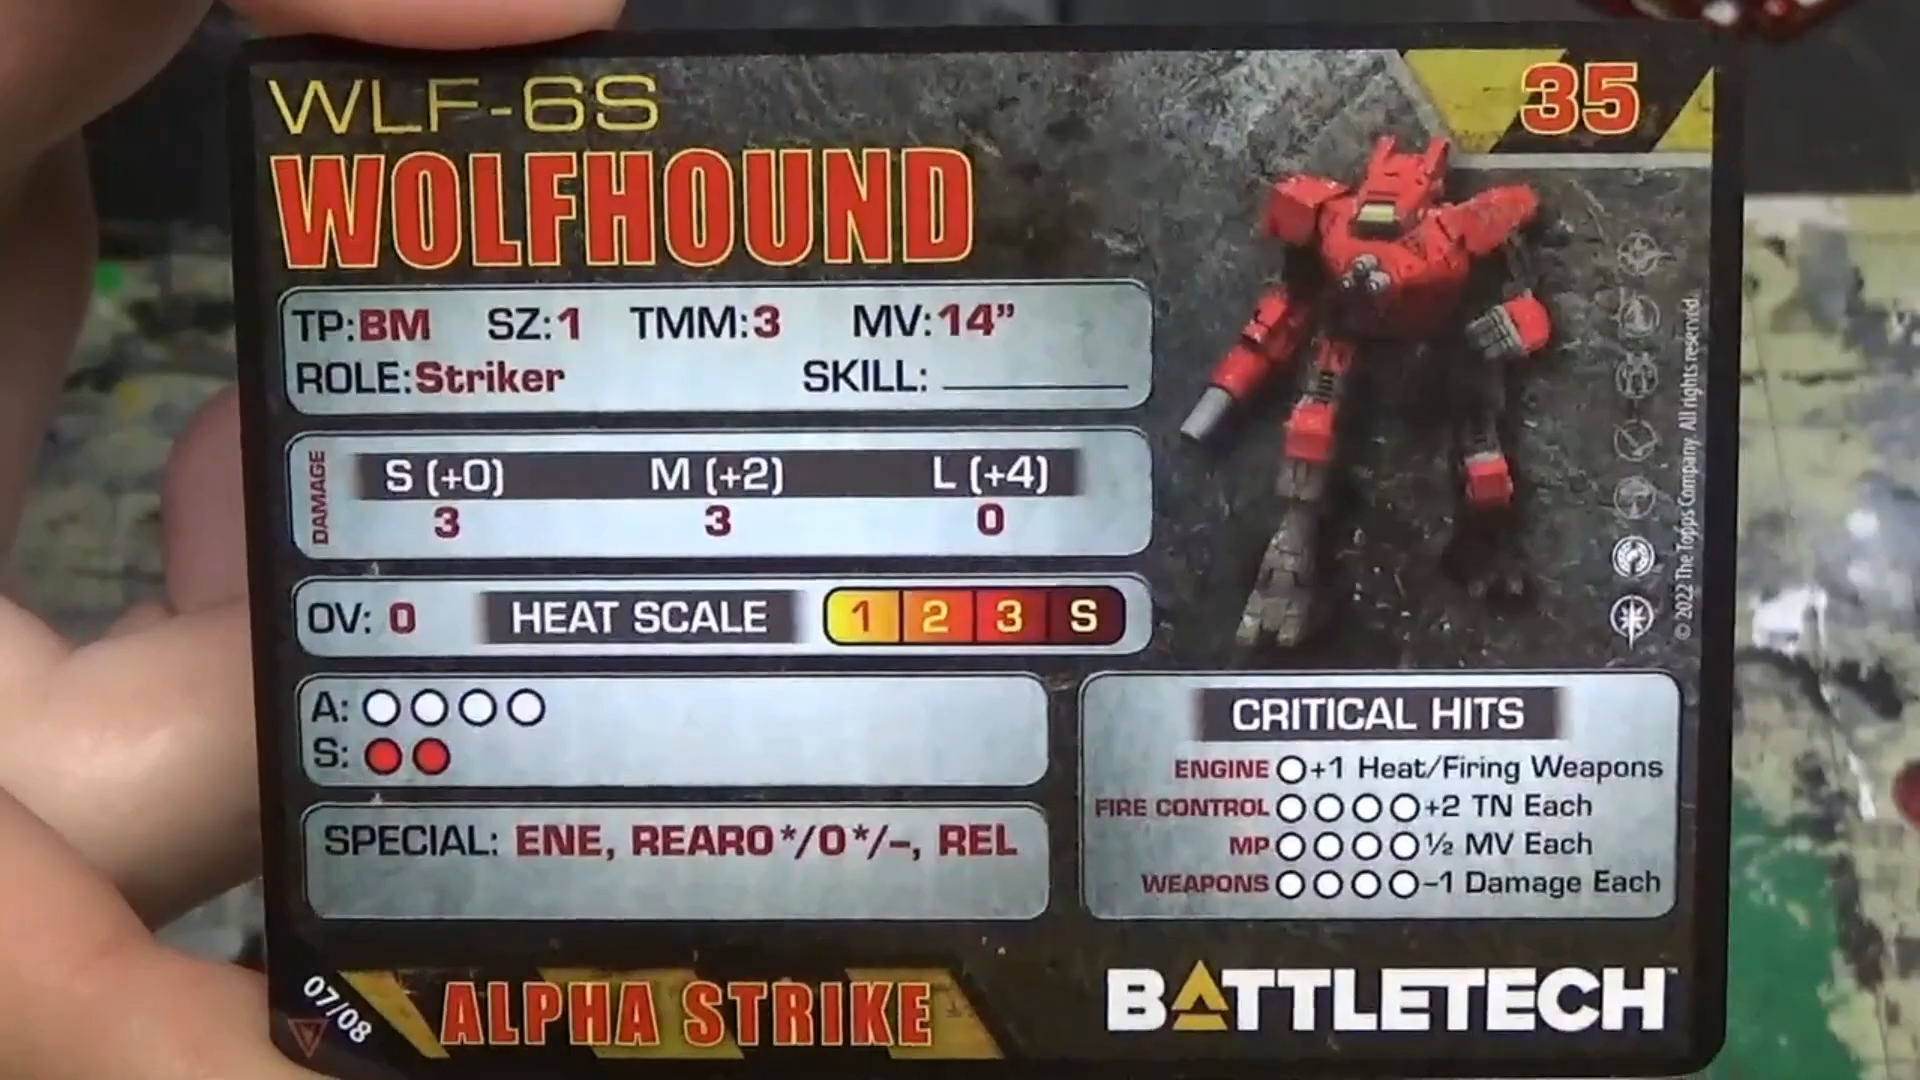 WLF-6S
35
WOLFHOUND
TP:BM SZ:1 TMM:3 MV:14”
ROLE:Striker SKILL:
DAMAGE
S (+0) M (+2) L (+4)
3 3 0
OV: 0 HEAT SCALE 1 2 3 S
A:
S:
SPECIAL: ENE, REAR0*/0*/–, REL
CRITICAL HITS
ENGINE +1 Heat/Firing Weapons
FIRE CONTROL +2 TN Each
MP ½ MV Each
WEAPONS –1 Damage Each
© 2022 The Topps Company. All rights reserved.
07/08
ALPHA STRIKE
BATTLETECH™